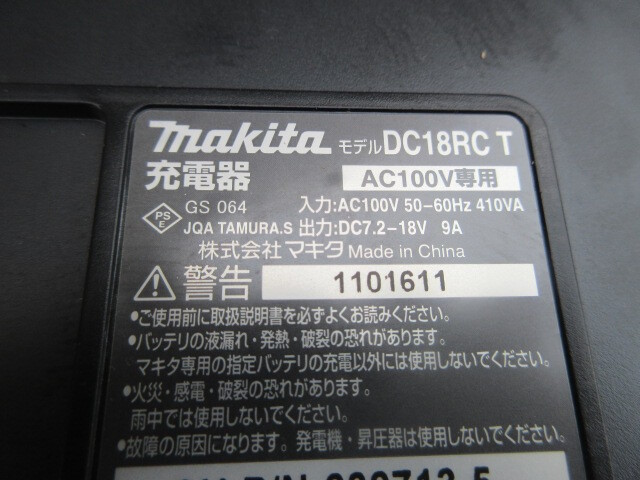 makita モデル DC18RC T
充電器 AC100V専用
PSE GS 064 入力:AC100V 50-60Hz 410VA
JQA TAMURA.S 出力:DC7.2-18V 9A
株式会社マキタ Made in China
警告 1101611
●ご使用前に取扱説明書を必ずよくお読みください。
●バッテリの液漏れ・発熱・破裂の恐れがあります。
マキタ専用の指定バッテリの充電以外には使用しないでください。
●火災・感電・破裂の恐れがあります。
雨中では使用しないでください。
●故障の原因になります。発電機・昇圧器は使用しないでください。